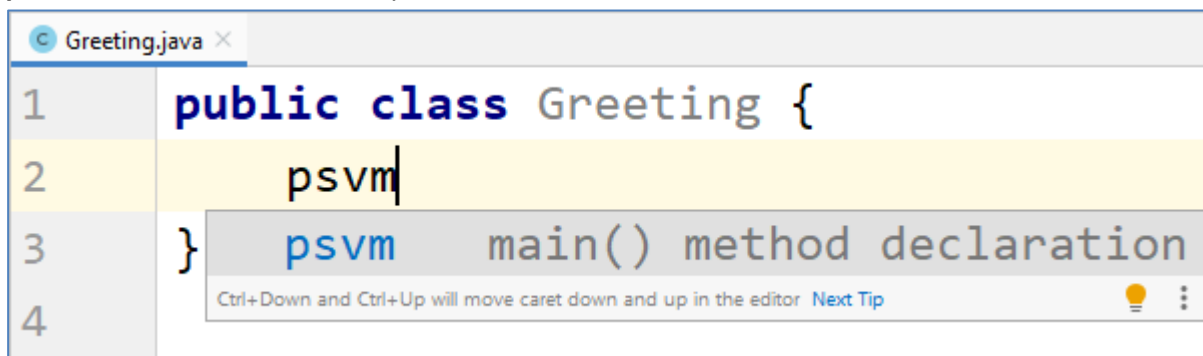 Greeting.java
1 public class Greeting {
2 psvm
3 }
psvm main() method declaration
Ctrl+Down and Ctrl+Up will move caret down and up in the editor Next Tip
4